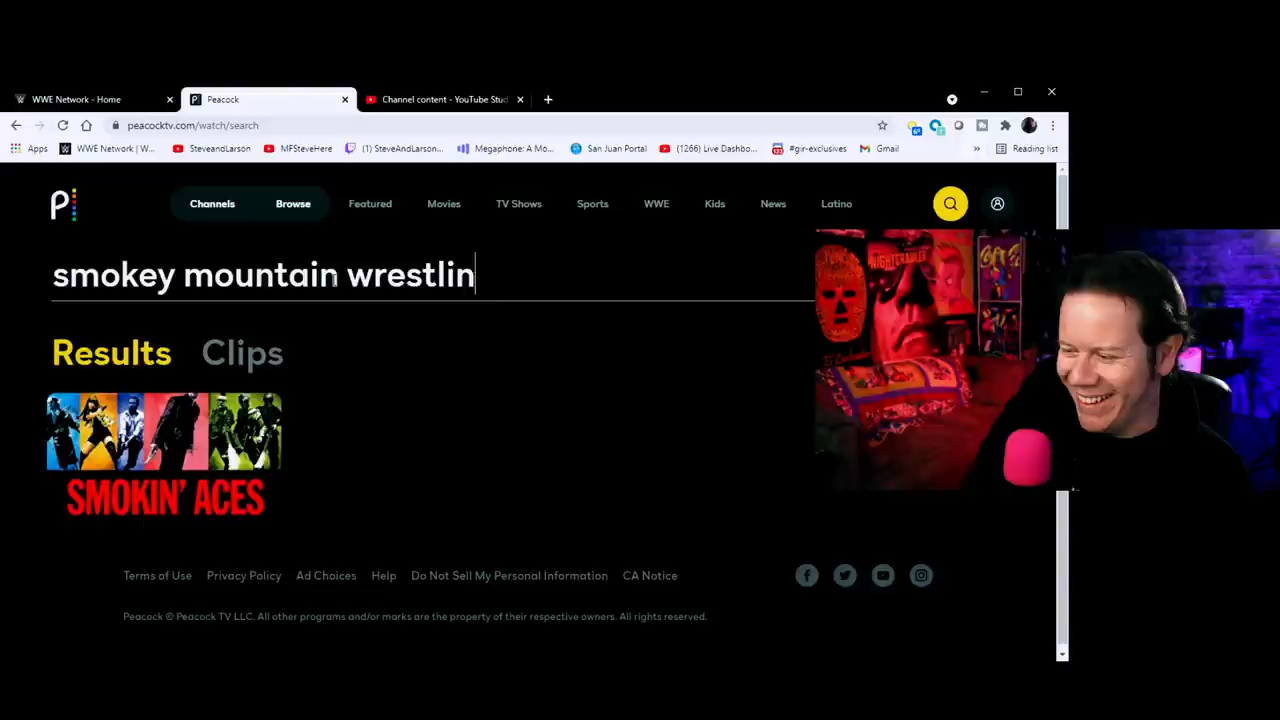 WWE Network - Home
Peacock
Channel content - YouTube Stud
peacocktv.com/watch/search
Apps
WWE Network | W...
SteveandLarson
MFSteveHere
(1) SteveAndLarson...
Megaphone: A Mo...
San Juan Portal
(1266) Live Dashbo...
#gir-exclusives
Gmail
»
Reading list
P
Channels
Browse
Featured
Movies
TV Shows
Sports
WWE
Kids
News
Latino
smokey mountain wrestlin
NIGHTCRAWLER
Results
Clips
SMOKIN' ACES
Terms of Use
Privacy Policy
Ad Choices
Help
Do Not Sell My Personal Information
CA Notice
Peacock © Peacock TV LLC. All other programs and/or marks are the property of their respective owners. All rights reserved.